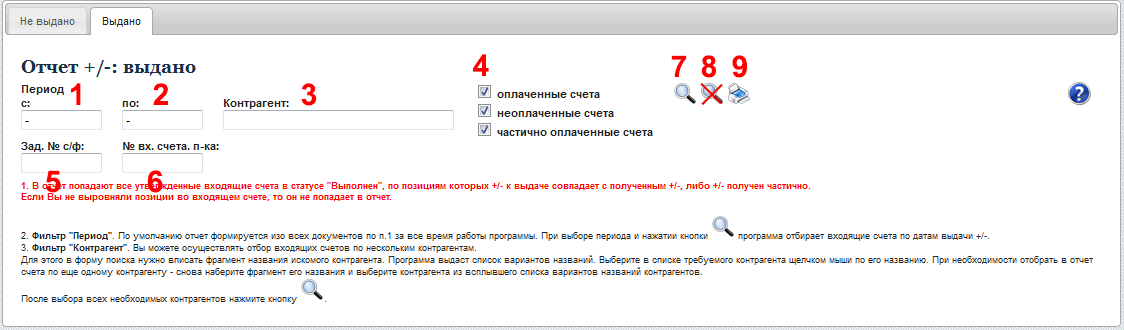 Не выдано Выдано
Отчет +/-: выдано
Период 1 2 3 4 7 8 9
с: по: Контрагент: оплаченные счета
- - неоплаченные счета
частично оплаченные счета
Зад. № с/ф: № вх. счета. п-ка:
5 6
1. В отчет попадают все утвержденные входящие счета в статусе "Выполнен", по позициям которых +/- к выдаче совпадает с полученным +/-, либо +/- получен частично.
Если Вы не выровняли позиции во входящем счете, то он не попадает в отчет.
2. Фильтр "Период". По умолчанию отчет формируется изо всех документов по п.1 за все время работы программы. При выборе периода и нажатии кнопки программа отбирает входящие счета по датам выдачи +/-.
3. Фильтр "Контрагент". Вы можете осуществлять отбор входящих счетов по нескольким контрагентам.
Для этого в форму поиска нужно вписать фрагмент названия искомого контрагента. Программа выдаст список вариантов названий. Выберите в списке требуемого контрагента щелчком мыши по его названию. При необходимости отобрать в отчет
счета по еще одному контрагенту - снова наберите фрагмент его названия и выберите контрагента из всплывшего списка вариантов названий контрагентов.
После выбора всех необходимых контрагентов нажмите кнопку .